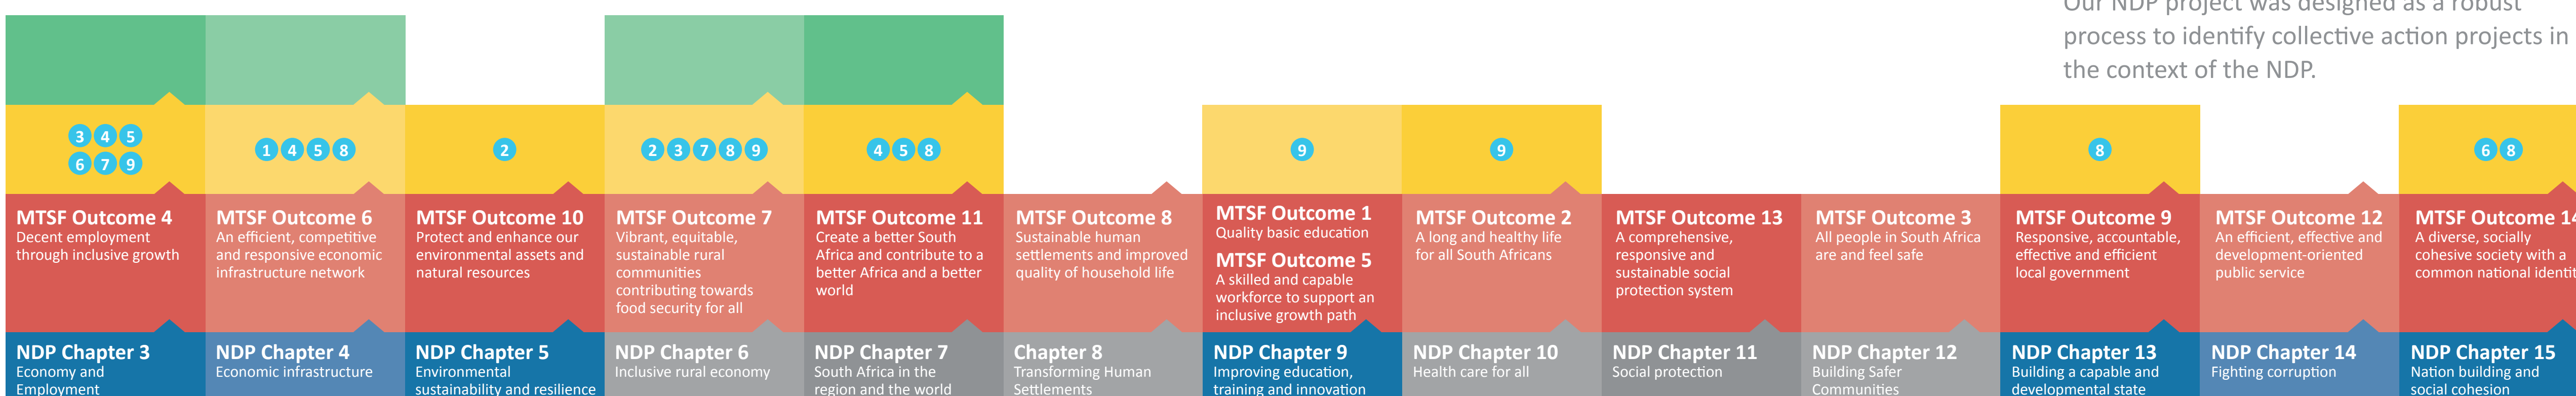 Our NDP project was designed as a robust
process to identify collective action projects in
the context of the NDP.
3 4 5
6 7 9
1 4 5 8
2
2 3 7 8 9
4 5 8
9
9
8
6 8
MTSF Outcome 4
Decent employment
through inclusive growth
MTSF Outcome 6
An efficient, competitive
and responsive economic
infrastructure network
MTSF Outcome 10
Protect and enhance our
environmental assets and
natural resources
MTSF Outcome 7
Vibrant, equitable,
sustainable rural
communities
contributing towards
food security for all
MTSF Outcome 11
Create a better South
Africa and contribute to a
better Africa and a better
world
MTSF Outcome 8
Sustainable human
settlements and improved
quality of household life
MTSF Outcome 1
Quality basic education
MTSF Outcome 5
A skilled and capable
workforce to support an
inclusive growth path
MTSF Outcome 2
A long and healthy life
for all South Africans
MTSF Outcome 13
A comprehensive,
responsive and
sustainable social
protection system
MTSF Outcome 3
All people in South Africa
are and feel safe
MTSF Outcome 9
Responsive, accountable,
effective and efficient
local government
MTSF Outcome 12
An efficient, effective and
development-oriented
public service
MTSF Outcome 14
A diverse, socially
cohesive society with a
common national identit
NDP Chapter 3
Economy and
Employment
NDP Chapter 4
Economic infrastructure
NDP Chapter 5
Environmental
sustainability and resilience
NDP Chapter 6
Inclusive rural economy
NDP Chapter 7
South Africa in the
region and the world
Chapter 8
Transforming Human
Settlements
NDP Chapter 9
Improving education,
training and innovation
NDP Chapter 10
Health care for all
NDP Chapter 11
Social protection
NDP Chapter 12
Building Safer
Communities
NDP Chapter 13
Building a capable and
developmental state
NDP Chapter 14
Fighting corruption
NDP Chapter 15
Nation building and
social cohesion